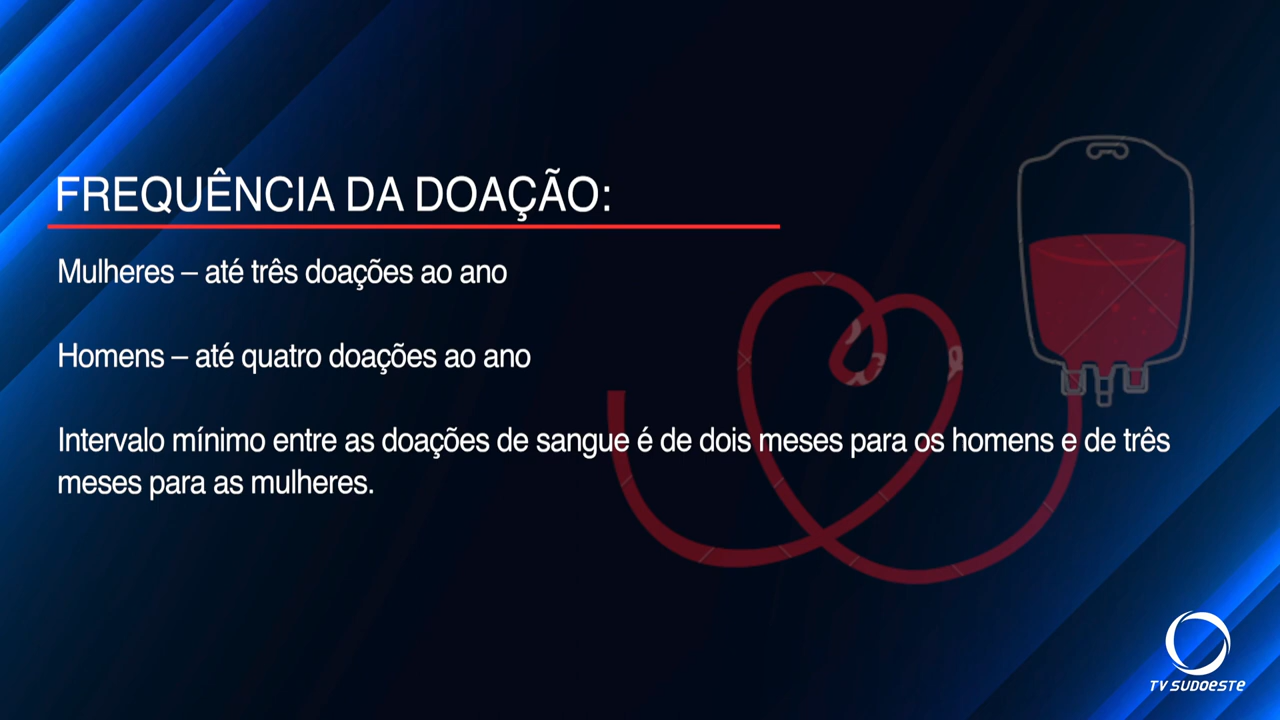 FREQUÊNCIA DA DOAÇÃO:
Mulheres – até três doações ao ano
Homens – até quatro doações ao ano
Intervalo mínimo entre as doações de sangue é de dois meses para os homens e de três
meses para as mulheres.
TV SUDOESTE